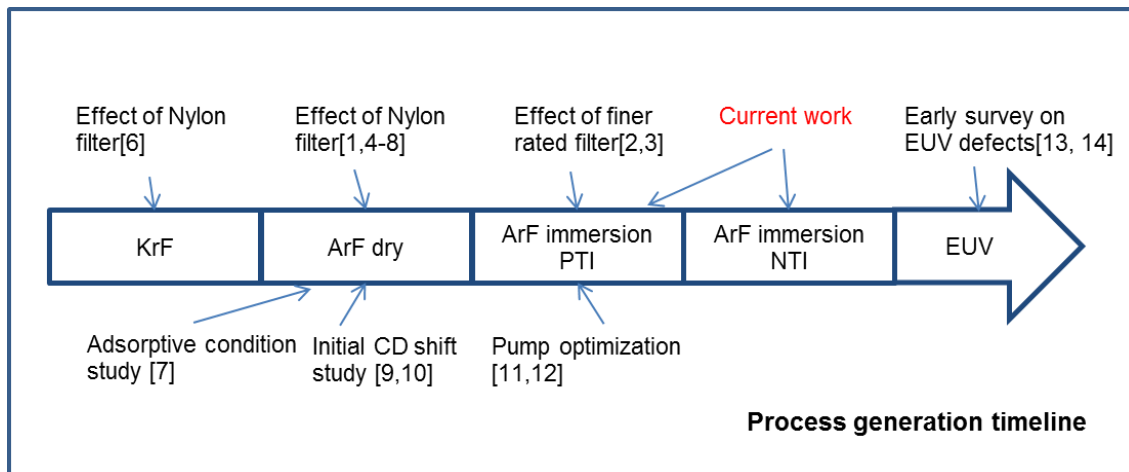 Effect of Nylon
filter[6]
Effect of Nylon
filter[1,4-8]
Effect of finer
rated filter[2,3]
Current work
Early survey on
EUV defects[13, 14]
KrF
ArF dry
ArF immersion
PTI
ArF immersion
NTI
EUV
Adsorptive condition
study [7]
Initial CD shift
study [9,10]
Pump optimization
[11,12]
Process generation timeline